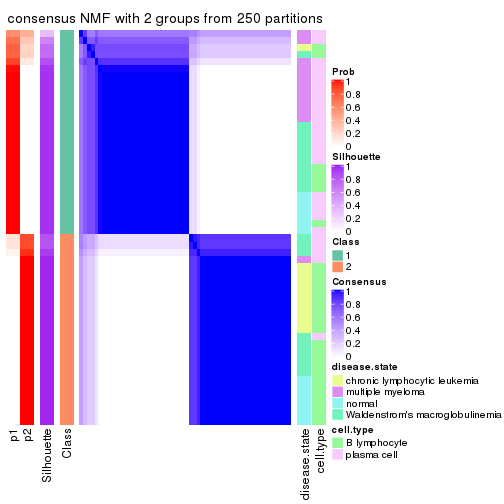 consensus NMF with 2 groups from 250 partitions
Prob
1
0.8
0.6
0.4
0.2
0
Silhouette
1
0.8
0.6
0.4
0.2
0
Class
1
2
Consensus
1
0.8
0.6
0.4
0.2
0
disease.state
chronic lymphocytic leukemia
multiple myeloma
normal
Waldenstrom's macroglobulinemia
cell.type
B lymphocyte
plasma cell
p1
p2
Silhouette
Class
disease.state
cell.type